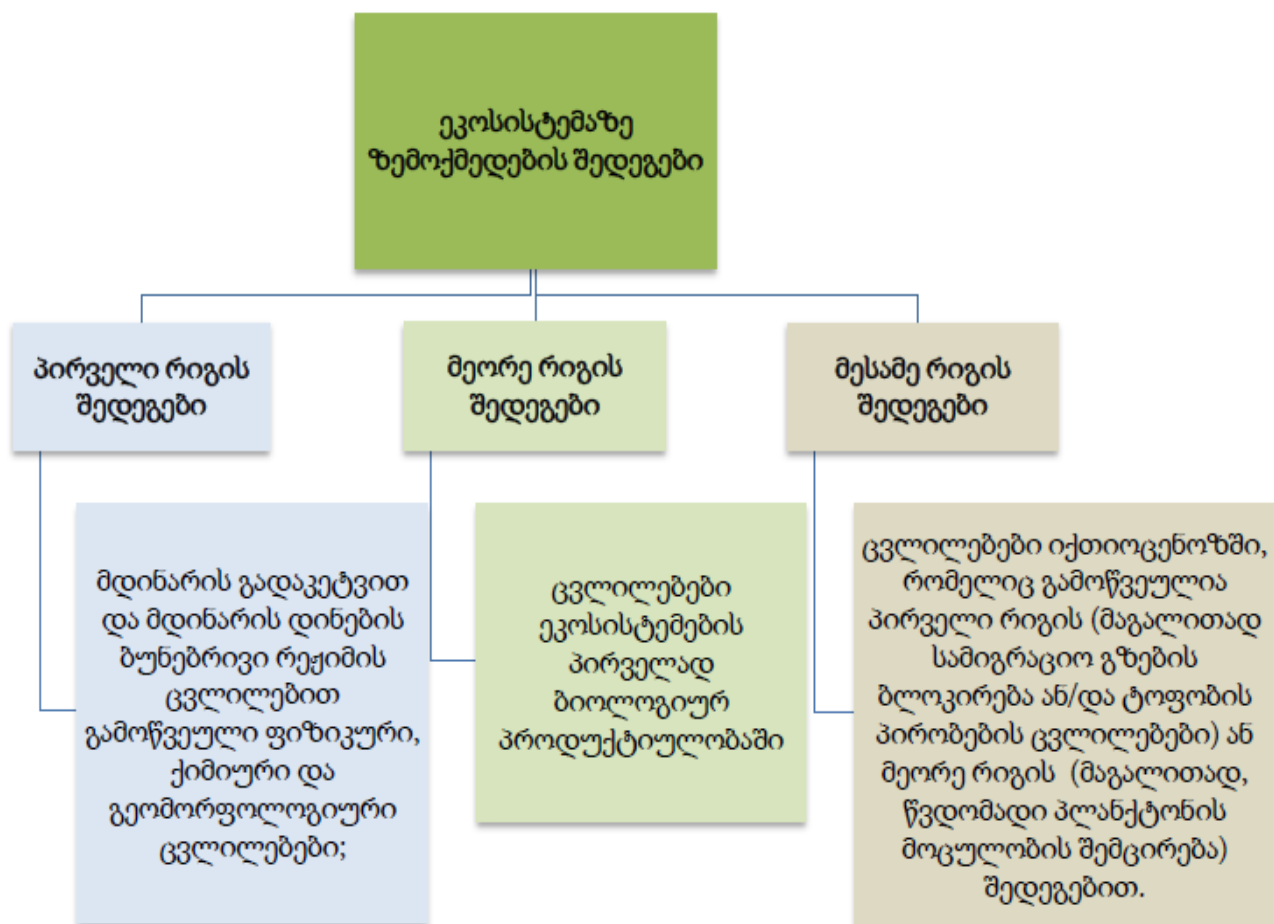 ეკოსისტემაზე
ზემოქმედების შედეგები
პირველი რიგის
შედეგები
მეორე რიგის
შედეგები
მესამე რიგის
შედეგები
მდინარის გადაკეტვით
და მდინარის დინების
ბუნებრივი რეჟიმის
ცვლილებით
გამოწვეული ფიზიკური,
ქიმიური და
გეომორფოლოგიური
ცვლილებები;
ცვლილებები
ეკოსისტემების
პირველად
ბიოლოგიურ
პროდუქტიულობაში
ცვლილებები იქთიოცენოზში,
რომელიც გამოწვეულია
პირველი რიგის (მაგალითად
სამიგრაციო გზების
ბლოკირება ან/და ტოფობის
პირობების ცვლილებები) ან
მეორე რიგის (მაგალითად,
წვდომადი პლანქტონის
მოცულობის შემცირება)
შედეგებით.